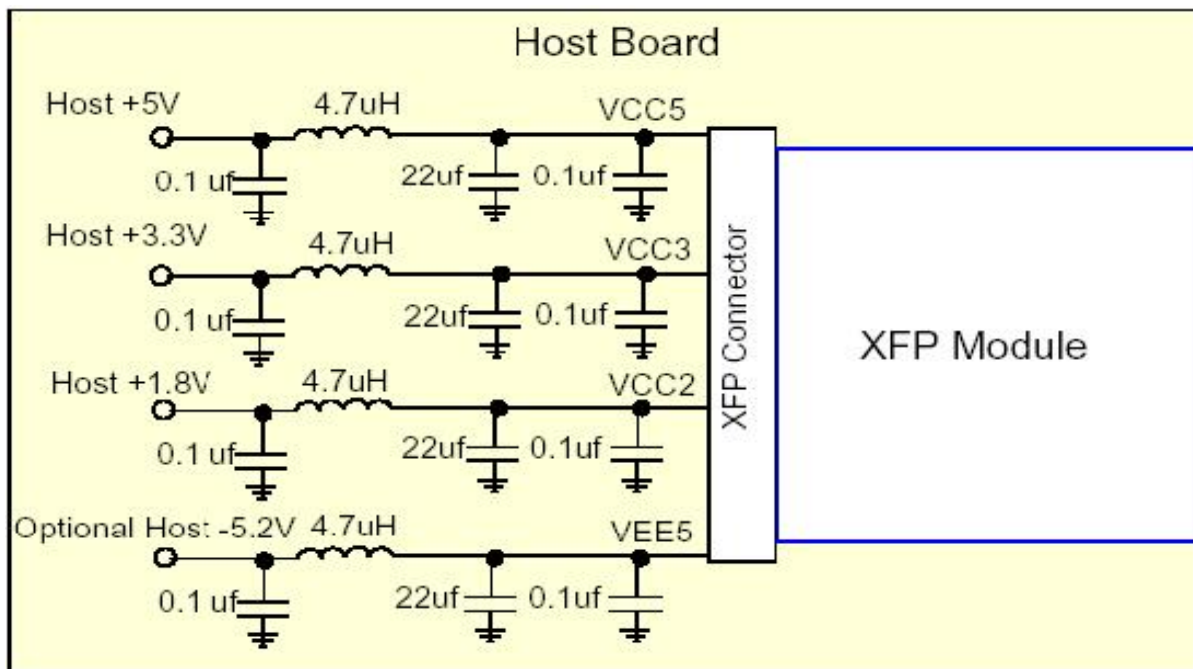 Host Board
Host +5V
4.7uH
VCC5
0.1 uf
22uf
0.1uf
Host +3.3V
4.7uH
VCC3
0.1 uf
22uf
0.1uf
Host +1.8V
4.7uH
VCC2
0.1 uf
22uf
0.1uf
Optional Host -5.2V
4.7uH
VEE5
0.1 uf
22uf
0.1uf
XFP Connector
XFP Module